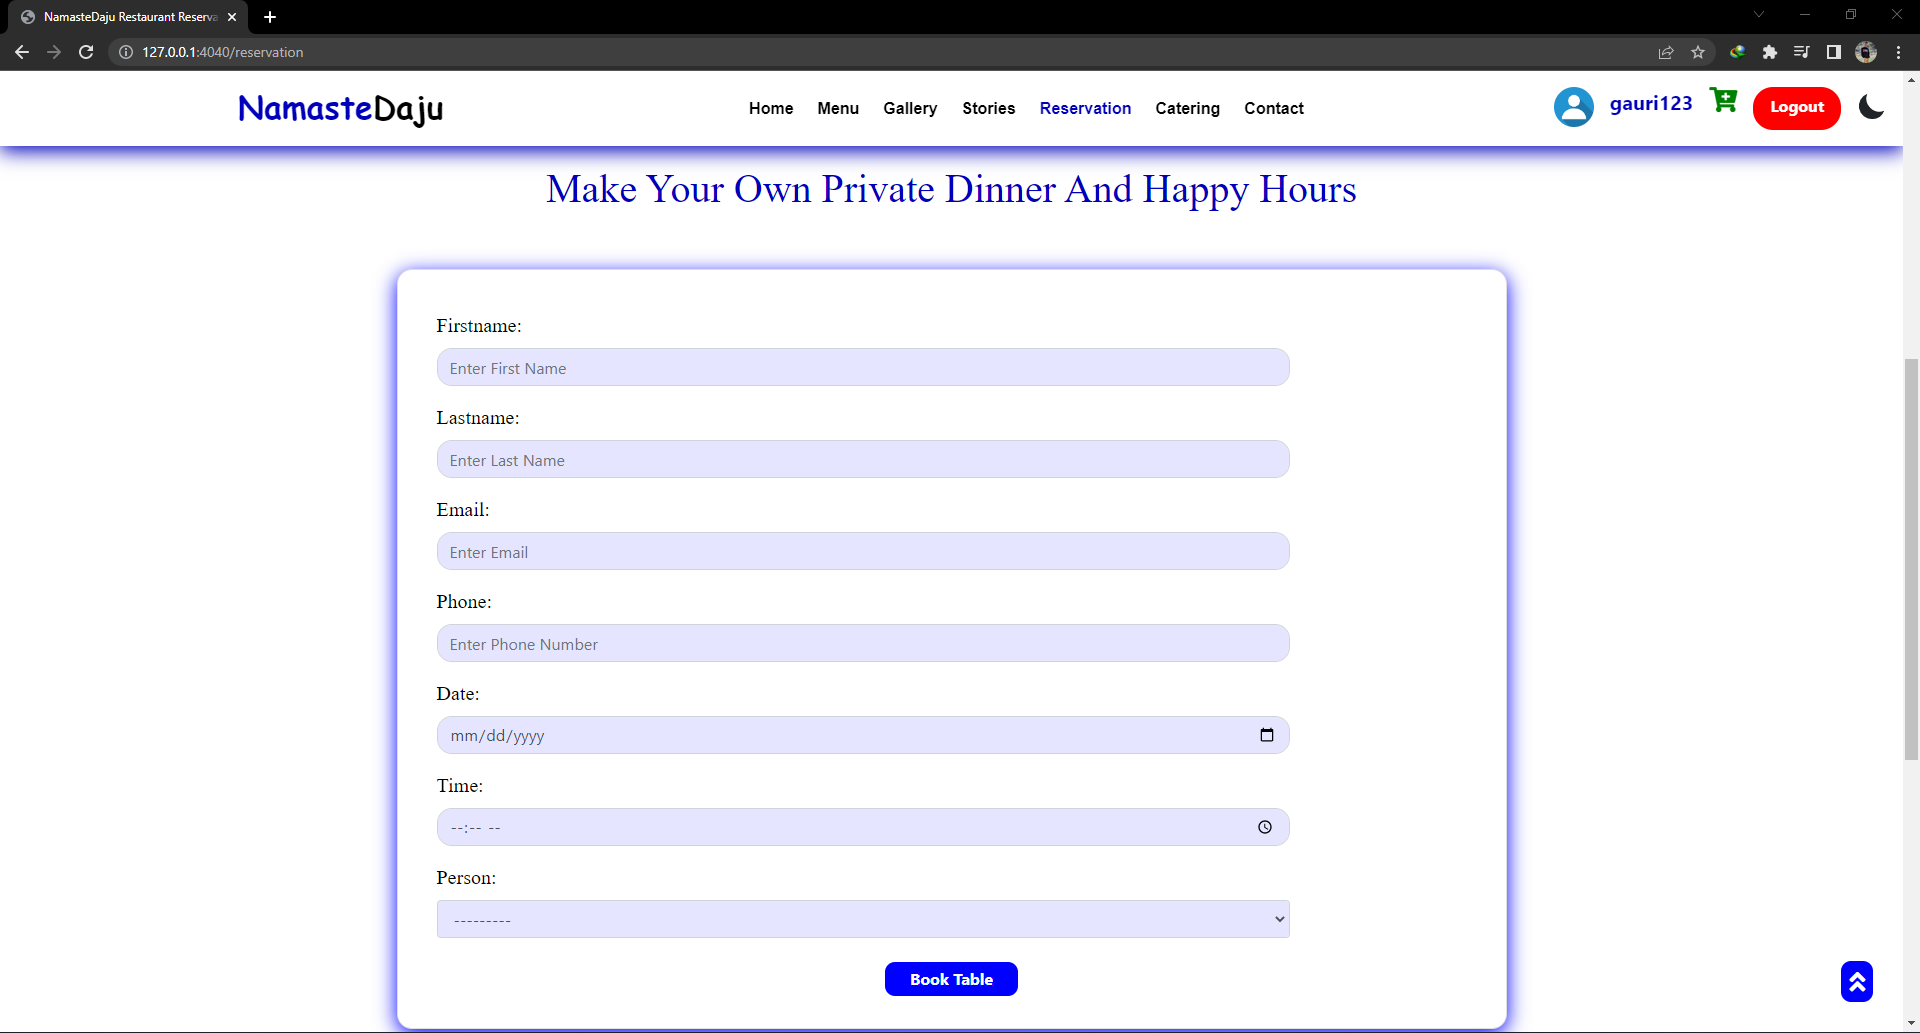 NamasteDaju Restaurant Reserva
127.0.0.1:4040/reservation
NamasteDaju
Home Menu Gallery Stories Reservation Catering Contact
gauri123
Logout
Make Your Own Private Dinner And Happy Hours
Firstname:
Enter First Name
Lastname:
Enter Last Name
Email:
Enter Email
Phone:
Enter Phone Number
Date:
mm/dd/yyyy
Time:
--:-- --
Person:
---------
Book Table